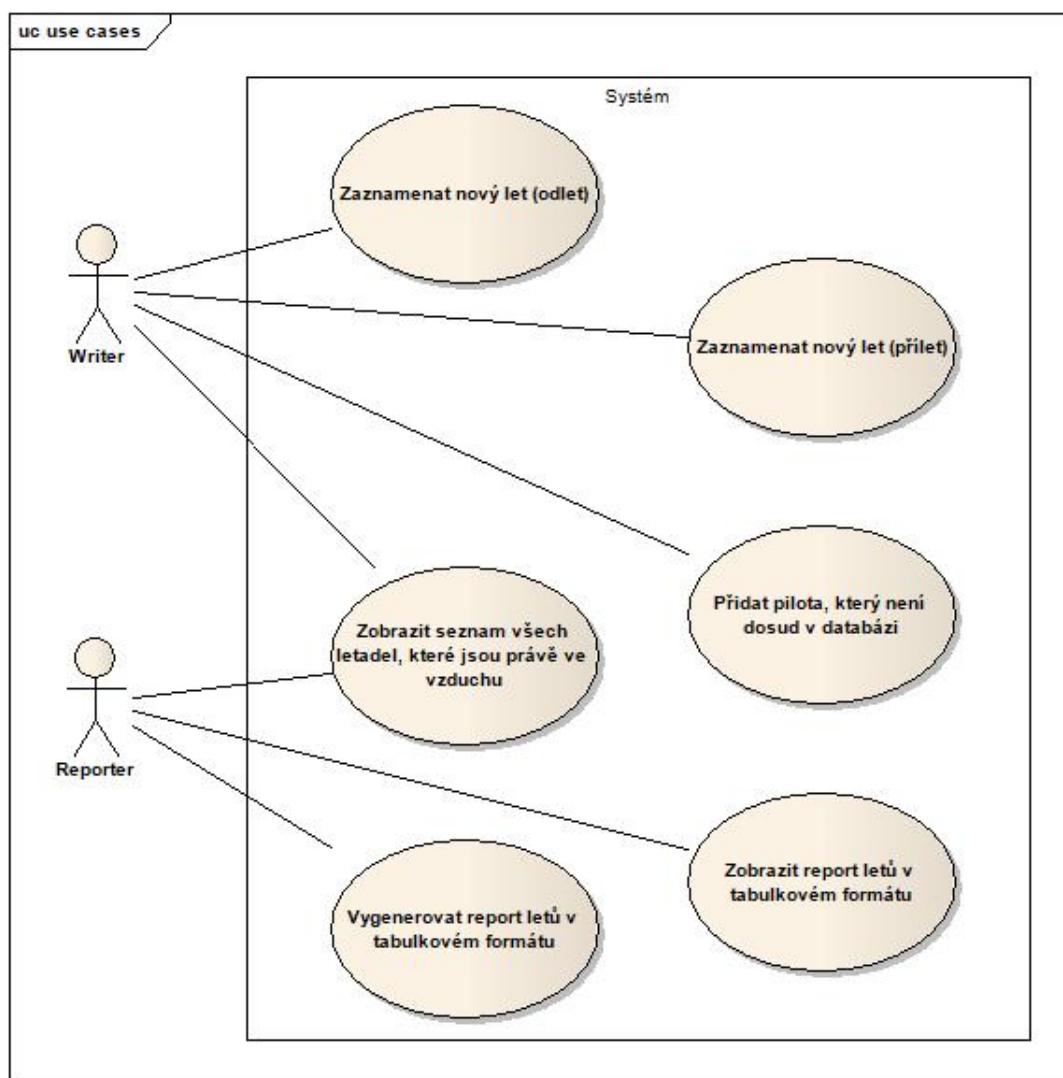 uc use cases
Systém
Zaznamenat nový let (odlet)
Writer
Zaznamenat nový let (přílet)
Přidat pilota, který není
dosud v databázi
Zobrazit seznam všech
letadel, které jsou právě ve
vzduchu
Reporter
Zobrazit report letů v
tabulkovém formátu
Vygenerovat report letů v
tabulkovém formátu